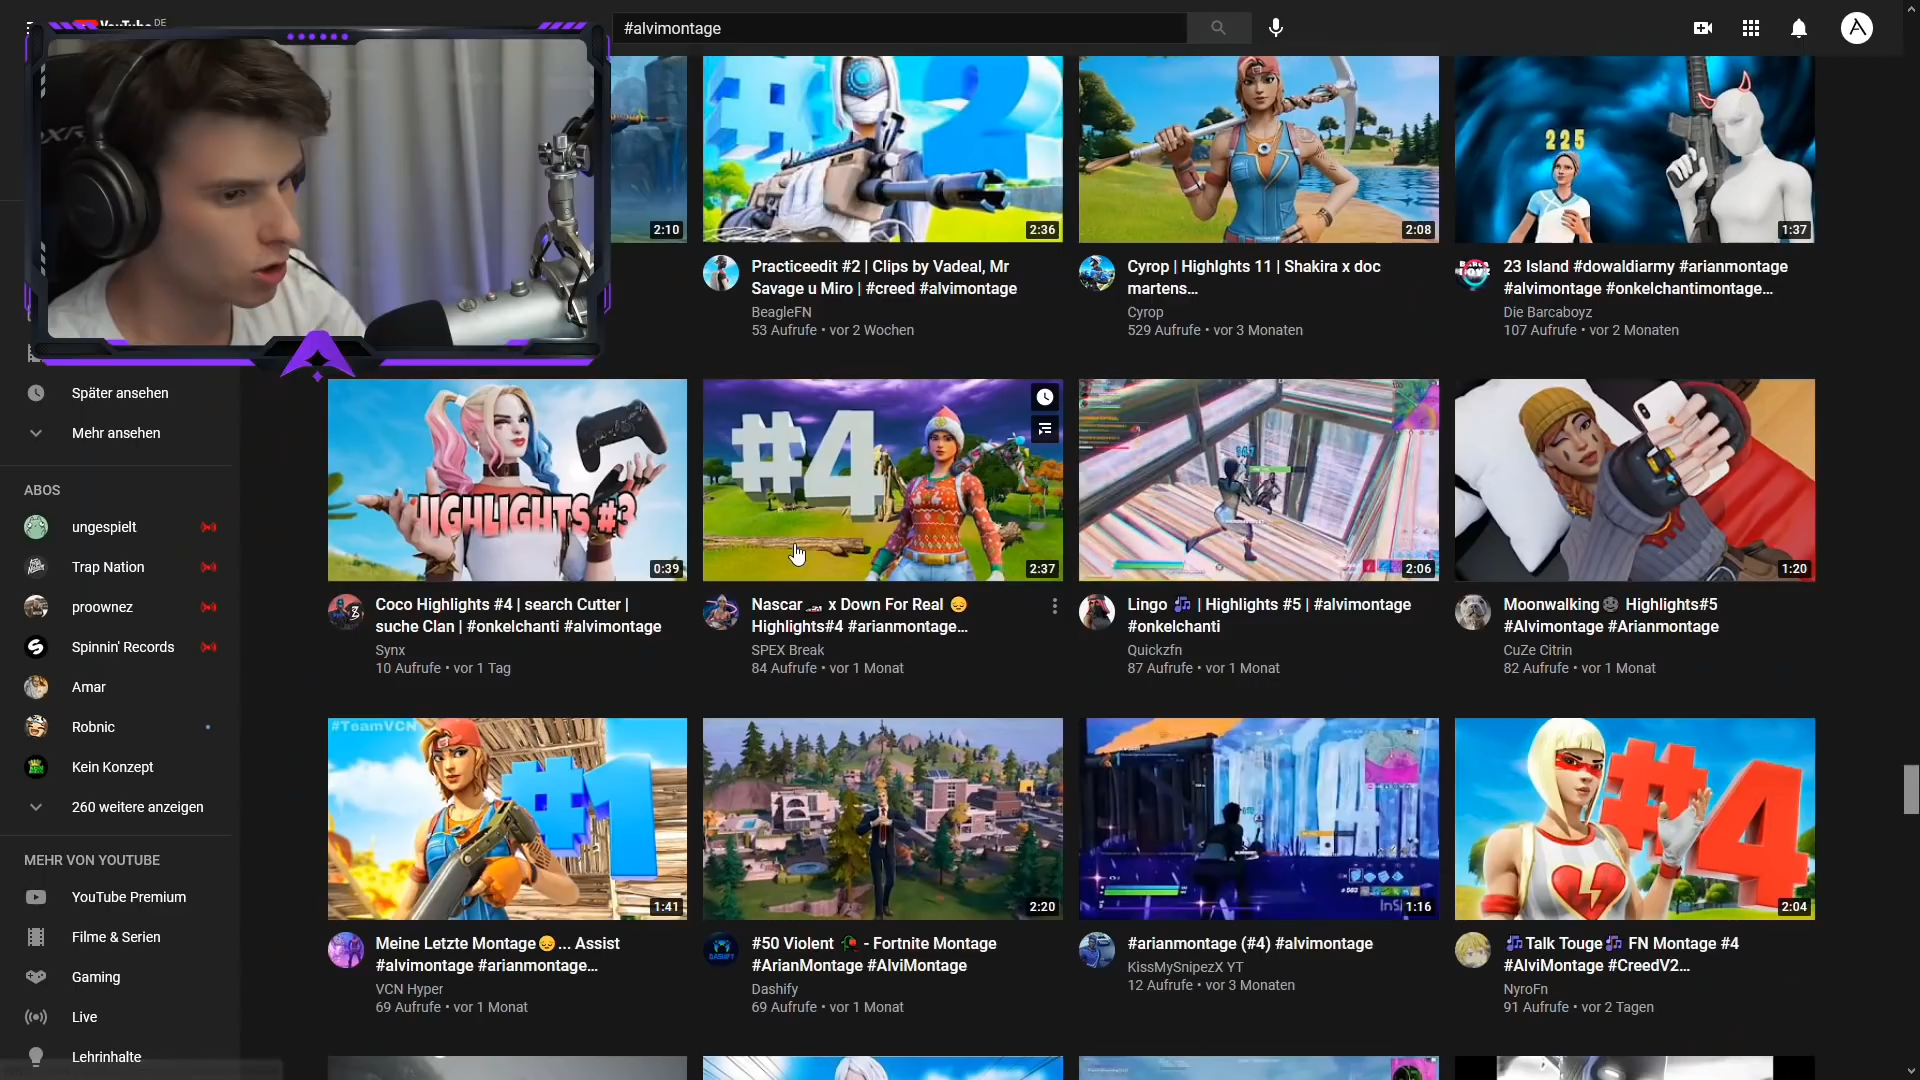 YouTube DE
#alvimontage
#2
225
2:10
2:36
2:08
1:37
Practiceedit #2 | Clips by Vadeal, Mr
Savage u Miro | #creed #alvimontage
BeagleFN
53 Aufrufe • vor 2 Wochen
Cyrop | Highlghts 11 | Shakira x doc
martens...
Cyrop
529 Aufrufe • vor 3 Monaten
23 Island #dowaldiarmy #arianmontage
#alvimontage #onkelchantimontage...
Die Barcaboyz
107 Aufrufe • vor 2 Monaten
Später ansehen
Mehr ansehen
ABOS
ungespielt
Trap Nation
proownez
Spinnin' Records
Amar
Robnic
Kein Konzept
260 weitere anzeigen
MEHR VON YOUTUBE
YouTube Premium
Filme & Serien
Gaming
Live
Lehrinhalte
HIGHLIGHTS #3
#4
0:39
2:37
2:06
1:20
Coco Highlights #4 | search Cutter |
suche Clan | #onkelchanti #alvimontage
Synx
10 Aufrufe • vor 1 Tag
Nascar🏎️ x Down For Real 😔
Highlights#4 #arianmontage...
SPEX Break
84 Aufrufe • vor 1 Monat
Lingo 🎵 | Highlights #5 | #alvimontage
#onkelchanti
Quickzfn
87 Aufrufe • vor 1 Monat
Moonwalking🌚 Highlights#5
#Alvimontage #Arianmontage
CuZe Citrin
82 Aufrufe • vor 1 Monat
#TeamVCN
#1
#4
1:41
2:20
1:16
2:04
Meine Letzte Montage😔... Assist
#alvimontage #arianmontage...
VCN Hyper
69 Aufrufe • vor 1 Monat
#50 Violent 🥀 - Fortnite Montage
#ArianMontage #AlviMontage
Dashify
69 Aufrufe • vor 1 Monat
#arianmontage (#4) #alvimontage
KissMySnipezX YT
12 Aufrufe • vor 3 Monaten
🎵Talk Touge🎵 FN Montage #4
#AlviMontage #CreedV2...
NyroFn
91 Aufrufe • vor 2 Tagen